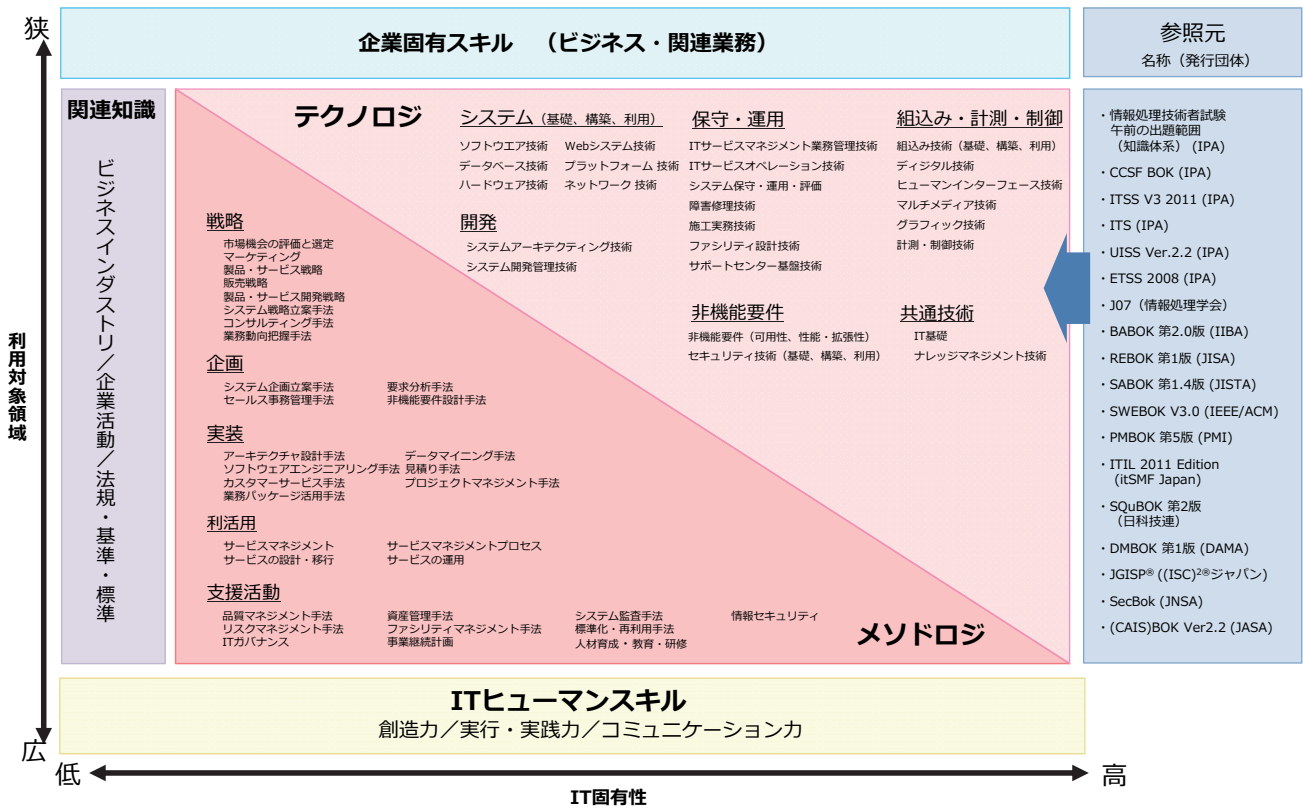 狭
企業固有スキル （ビジネス・関連業務）
参照元
名称（発行団体）
関連知識
ビジネスインダストリ／企業活動／法規・基準・標準
テクノロジ
システム（基礎、構築、利用）
ソフトウエア技術 Webシステム技術
データベース技術 プラットフォーム 技術
ハードウェア技術 ネットワーク 技術
開発
システムアーキテクティング技術
システム開発管理技術
保守・運用
ITサービスマネジメント業務管理技術
ITサービスオペレーション技術
システム保守・運用・評価
障害修理技術
施工実務技術
ファシリティ設計技術
サポートセンター基盤技術
非機能要件
非機能要件（可用性、性能・拡張性）
セキュリティ技術（基礎、構築、利用）
組込み・計測・制御
組込み技術（基礎、構築、利用）
ディジタル技術
ヒューマンインターフェース技術
マルチメディア技術
グラフィック技術
計測・制御技術
共通技術
IT基礎
ナレッジマネジメント技術
戦略
市場機会の評価と選定
マーケティング
製品・サービス戦略
販売戦略
製品・サービス開発戦略
システム戦略立案手法
コンサルティング手法
業務動向把握手法
企画
システム企画立案手法 要求分析手法
セールス事務管理手法 非機能要件設計手法
実装
アーキテクチャ設計手法 データマイニング手法
ソフトウェアエンジニアリング手法 見積り手法
カスタマーサービス手法 プロジェクトマネジメント手法
業務パッケージ活用手法
利活用
サービスマネジメント サービスマネジメントプロセス
サービスの設計・移行 サービスの運用
支援活動
品質マネジメント手法 資産管理手法 システム監査手法 情報セキュリティ
リスクマネジメント手法 ファシリティマネジメント手法 標準化・再利用手法
ITガバナンス 事業継続計画 人材育成・教育・研修
メソドロジ
・情報処理技術者試験
午前の出題範囲
（知識体系） (IPA)
・CCSF BOK (IPA)
・ITSS V3 2011 (IPA)
・ITS (IPA)
・UISS Ver.2.2 (IPA)
・ETSS 2008 (IPA)
・J07（情報処理学会）
・BABOK 第2.0版 (IIBA)
・REBOK 第1版 (JISA)
・SABOK 第1.4版 (JISTA)
・SWEBOK V3.0 (IEEE/ACM)
・PMBOK 第5版 (PMI)
・ITIL 2011 Edition
(itSMF Japan)
・SQuBOK 第2版
（日科技連）
・DMBOK 第1版 (DAMA)
・JGISP® ((ISC)²®ジャパン）
・SecBok (JNSA)
・(CAIS)BOK Ver2.2 (JASA)
利用対象領域
ITヒューマンスキル
創造力／実行・実践力／コミュニケーション力
広
低
高
IT固有性